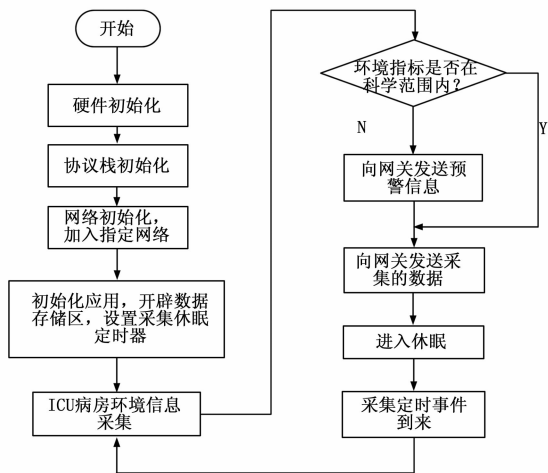 开始
硬件初始化
协议栈初始化
网络初始化，
加入指定网络
初始化应用，开辟数据
存储区，设置采集休眠
定时器
ICU病房环境信息
采集
环境指标是否在
科学范围内？
N
Y
向网关发送预
警信息
向网关发送采
集的数据
进入休眠
采集定时事件
到来